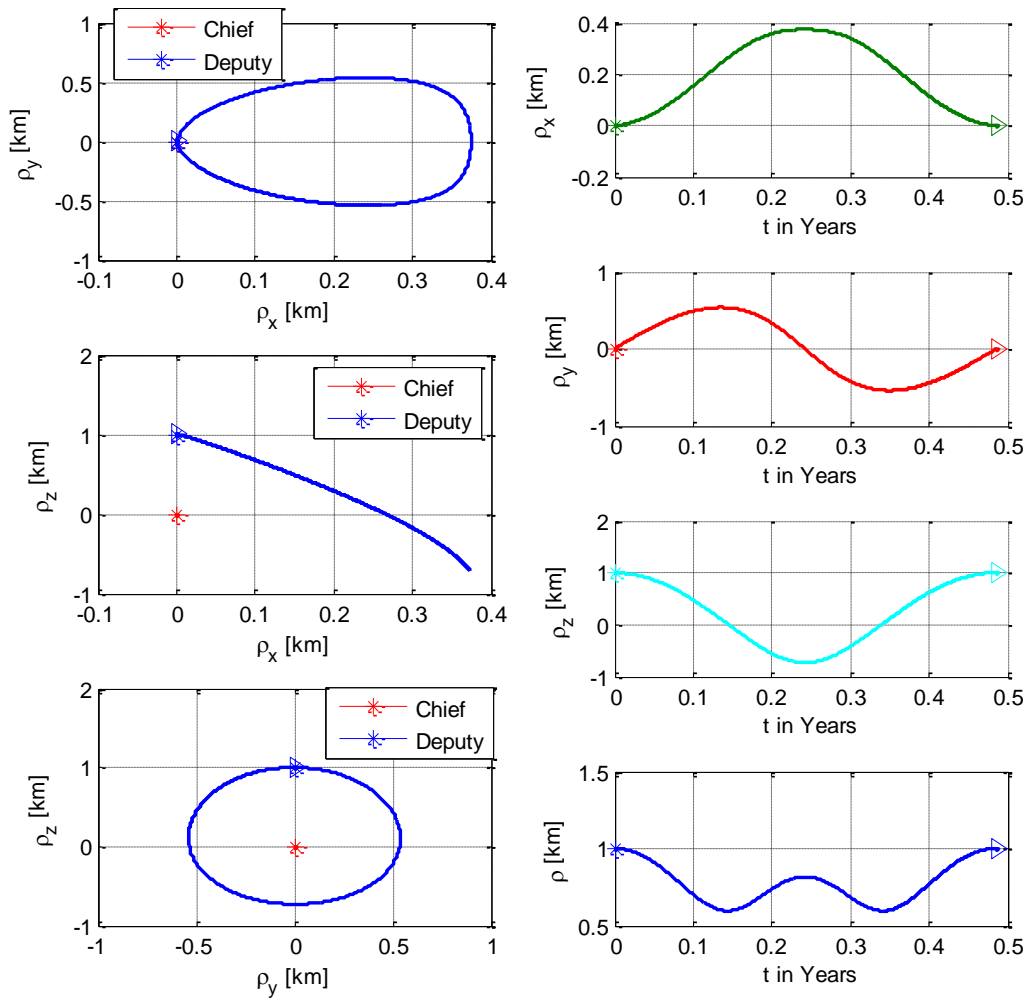 Chief
Deputy
1
0.5
0
-0.5
-1
ρy [km]
-0.1 0 0.1 0.2 0.3 0.4
ρx [km]
Chief
Deputy
2
1
0
-1
ρz [km]
-0.1 0 0.1 0.2 0.3 0.4
ρx [km]
Chief
Deputy
2
1
0
-1
ρz [km]
-1 -0.5 0 0.5 1
ρy [km]
0.4
0.2
0
-0.2
ρx [km]
0 0.1 0.2 0.3 0.4 0.5
t in Years
1
0
-1
ρy [km]
0 0.1 0.2 0.3 0.4 0.5
t in Years
2
1
0
-1
ρz [km]
0 0.1 0.2 0.3 0.4 0.5
t in Years
1.5
1
0.5
ρ [km]
0 0.1 0.2 0.3 0.4 0.5
t in Years